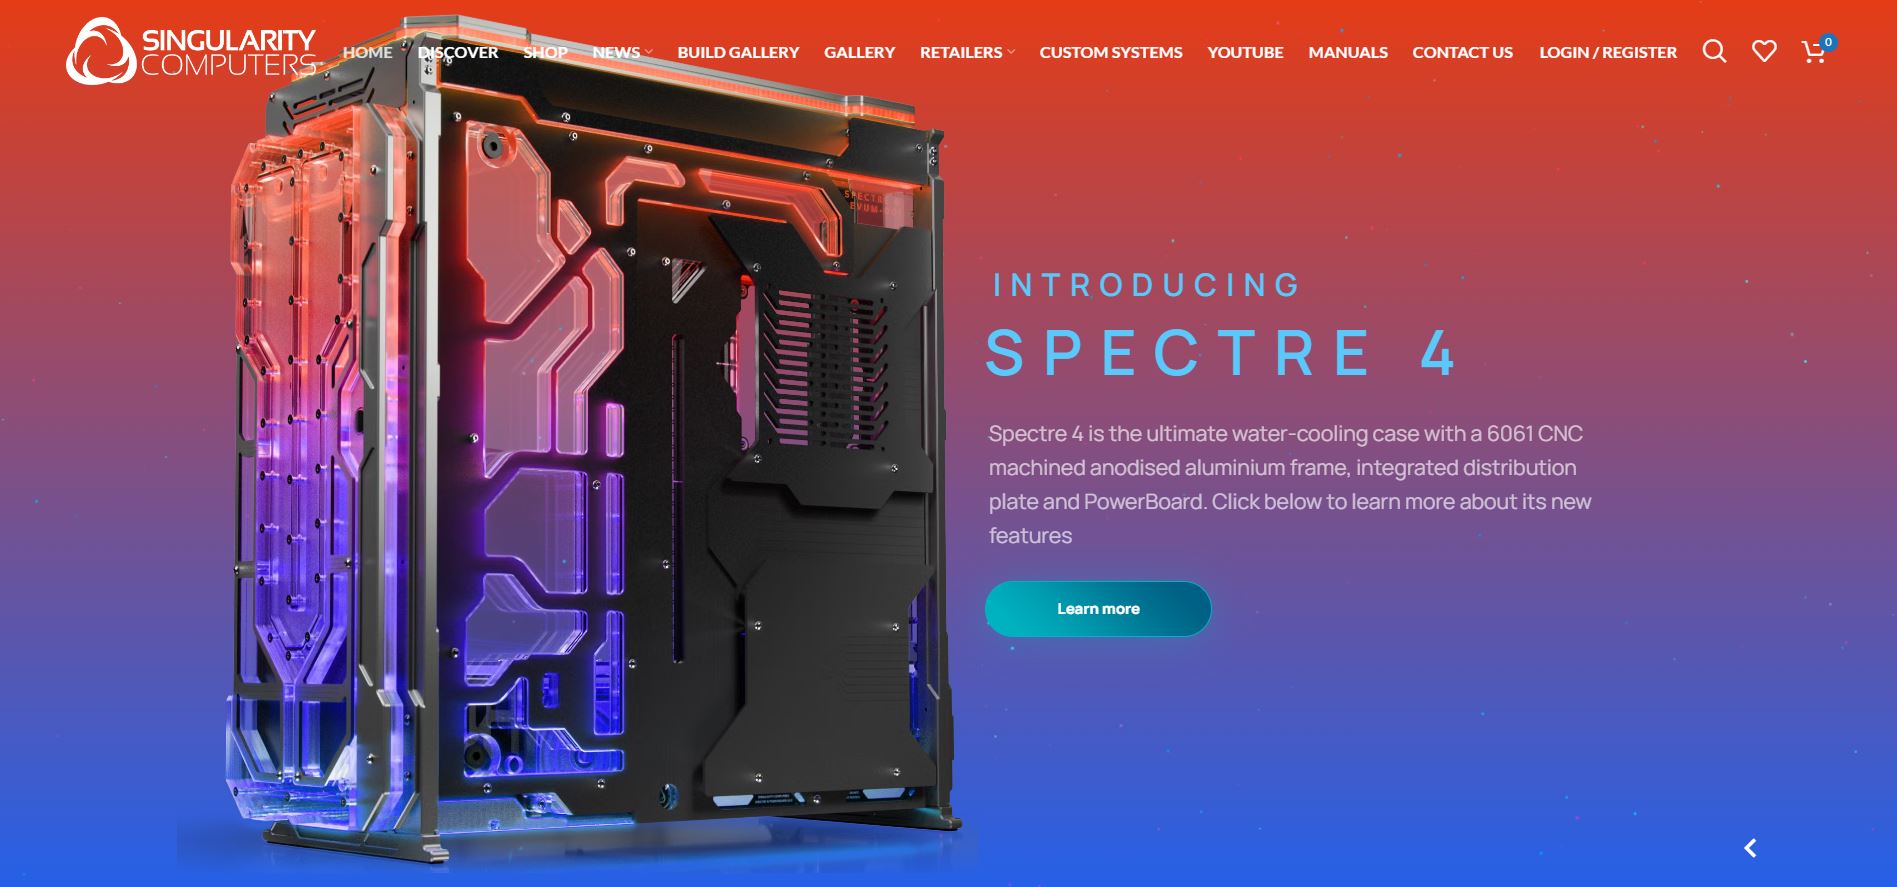 SINGULARITY
COMPUTERS
HOME DISCOVER SHOP NEWS BUILD GALLERY GALLERY RETAILERS CUSTOM SYSTEMS YOUTUBE MANUALS CONTACT US LOGIN / REGISTER 0
INTRODUCING
SPECTRE 4
Spectre 4 is the ultimate water-cooling case with a 6061 CNC
machined anodised aluminium frame, integrated distribution
plate and PowerBoard. Click below to learn more about its new
features
Learn more